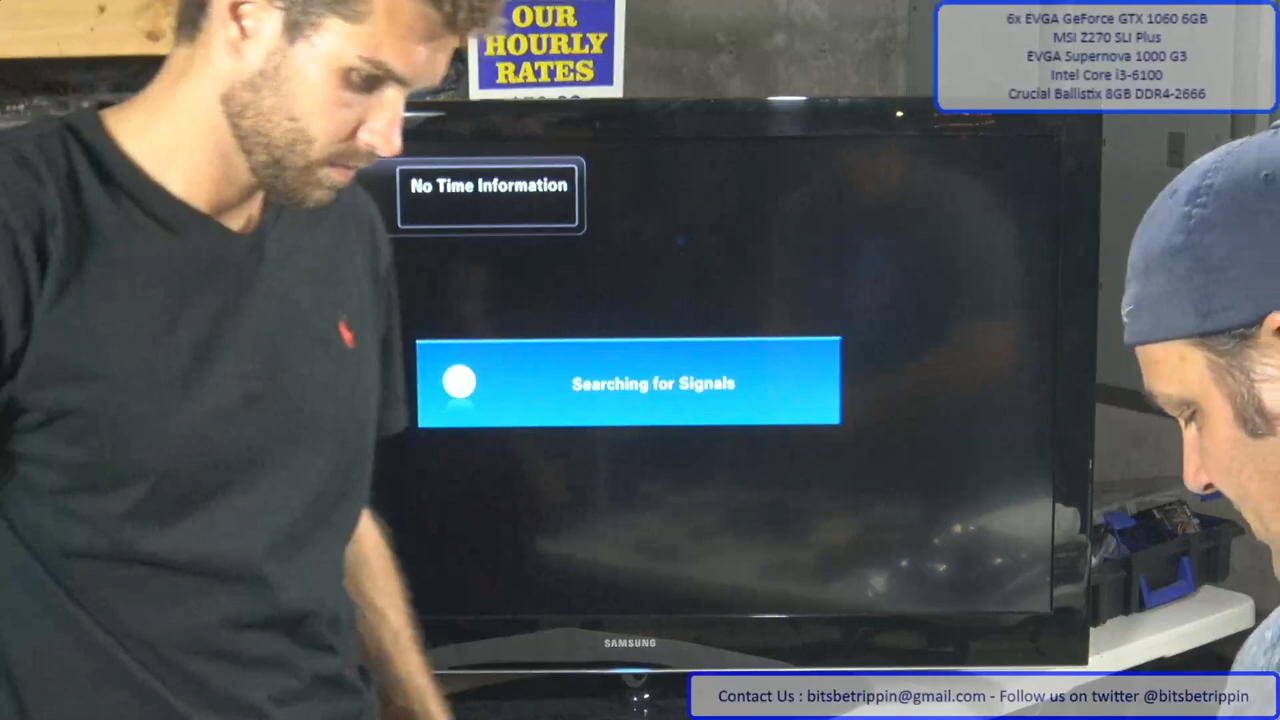 OUR
HOURLY
RATES
6x EVGA GeForce GTX 1060 6GB
MSI Z270 SLI Plus
EVGA Supernova 1000 G3
Intel Core i3-6100
Crucial Ballistix 8GB DDR4-2666
No Time Information
Searching for Signals
SAMSUNG
Contact Us : bitsbetrippin@gmail.com - Follow us on twitter @bitsbetrippin